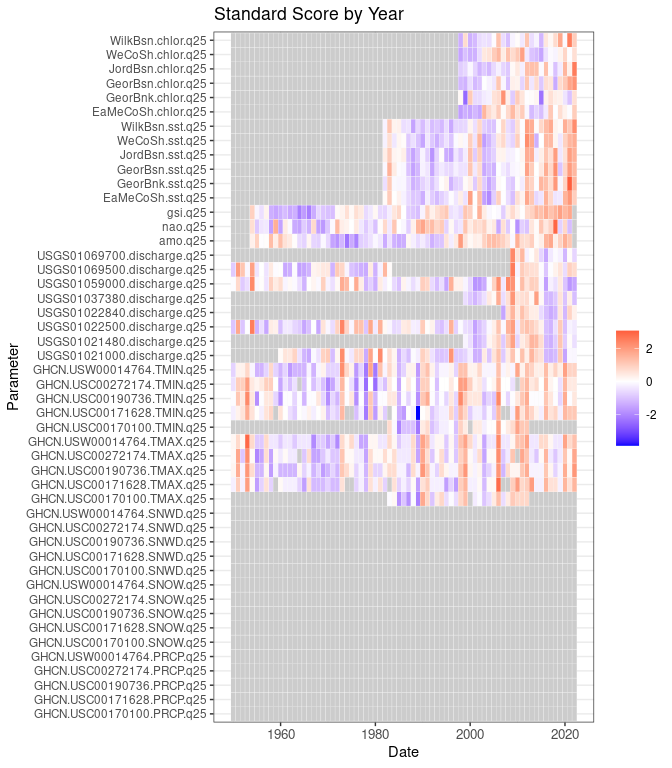 Standard Score by Year
WilkBsn.chlor.q25
WeCoSh.chlor.q25
JordBsn.chlor.q25
GeorBsn.chlor.q25
GeorBnk.chlor.q25
EaMeCoSh.chlor.q25
WilkBsn.sst.q25
WeCoSh.sst.q25
JordBsn.sst.q25
GeorBsn.sst.q25
GeorBnk.sst.q25
EaMeCoSh.sst.q25
gsi.q25
nao.q25
amo.q25
USGS01069700.discharge.q25
USGS01069500.discharge.q25
USGS01059000.discharge.q25
USGS01037380.discharge.q25
USGS01022840.discharge.q25
USGS01022500.discharge.q25
USGS01021480.discharge.q25
USGS01021000.discharge.q25
GHCN.USW00014764.TMIN.q25
GHCN.USC00272174.TMIN.q25
GHCN.USC00190736.TMIN.q25
GHCN.USC00171628.TMIN.q25
GHCN.USC00170100.TMIN.q25
GHCN.USW00014764.TMAX.q25
GHCN.USC00272174.TMAX.q25
GHCN.USC00190736.TMAX.q25
GHCN.USC00171628.TMAX.q25
GHCN.USC00170100.TMAX.q25
GHCN.USW00014764.SNWD.q25
GHCN.USC00272174.SNWD.q25
GHCN.USC00190736.SNWD.q25
GHCN.USC00171628.SNWD.q25
GHCN.USC00170100.SNWD.q25
GHCN.USW00014764.SNOW.q25
GHCN.USC00272174.SNOW.q25
GHCN.USC00190736.SNOW.q25
GHCN.USC00171628.SNOW.q25
GHCN.USC00170100.SNOW.q25
GHCN.USW00014764.PRCP.q25
GHCN.USC00272174.PRCP.q25
GHCN.USC00190736.PRCP.q25
GHCN.USC00171628.PRCP.q25
GHCN.USC00170100.PRCP.q25
Parameter
1960 1980 2000 2020
Date
2
0
-2